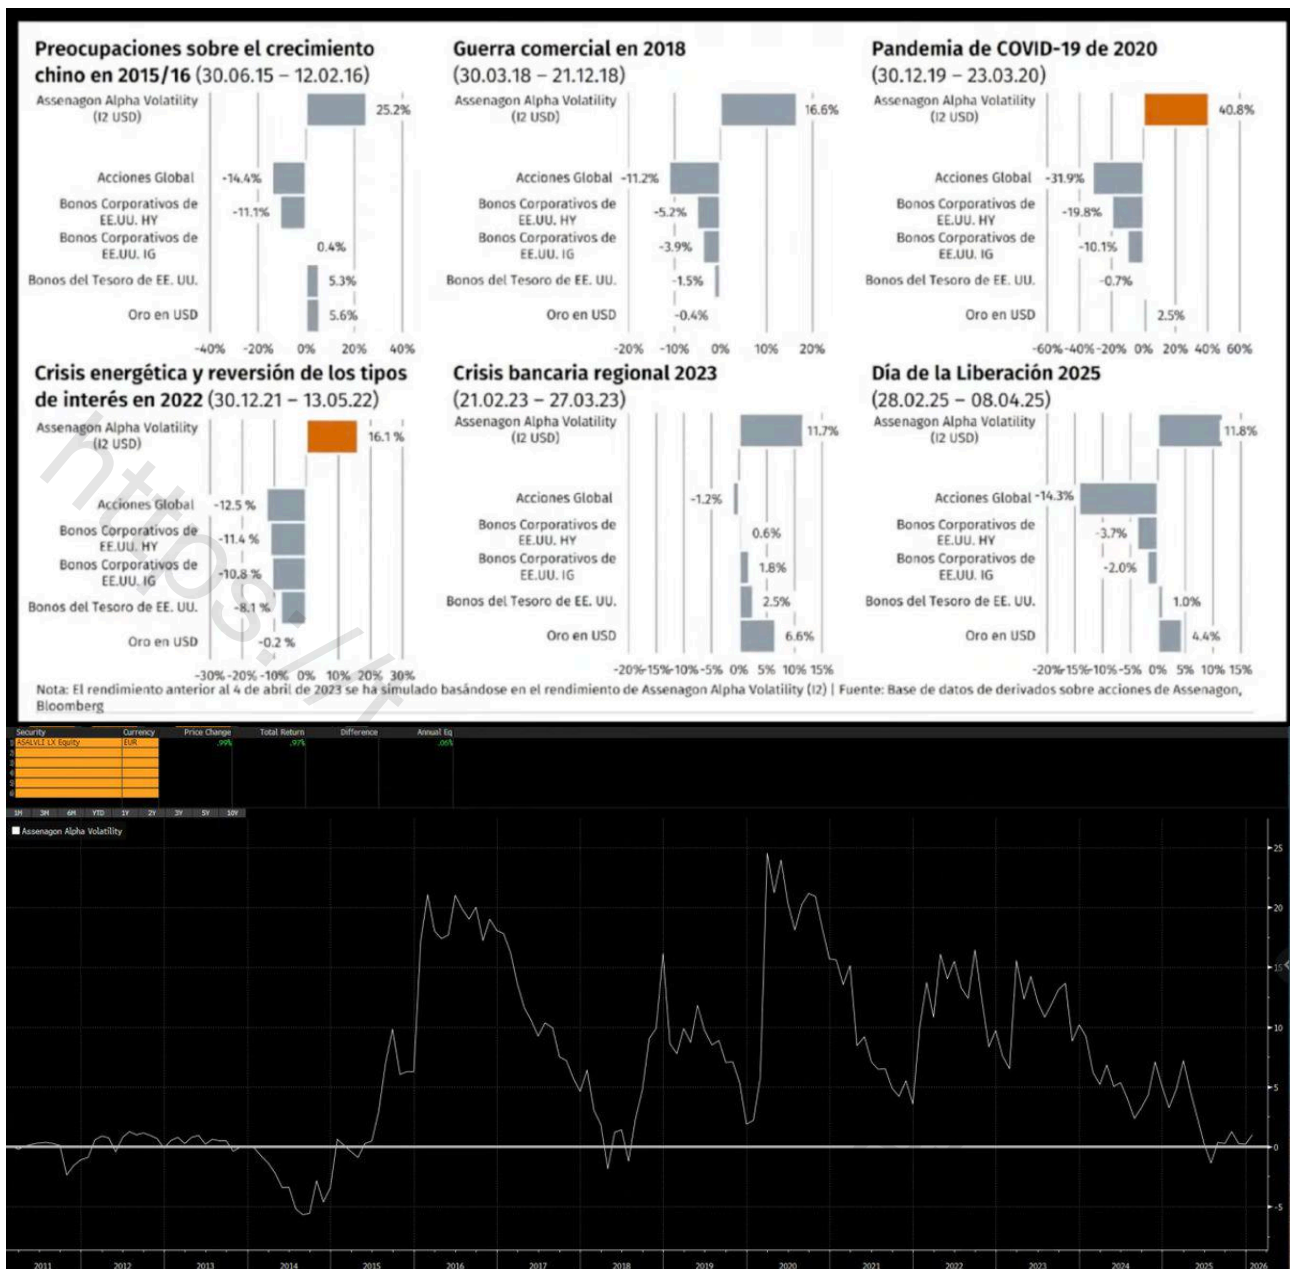 Preocupaciones sobre el crecimiento
chino en 2015/16 (30.06.15 – 12.02.16)
Assenagon Alpha Volatility
(I2 USD)
25.2%
Acciones Global
-14.4%
Bonos Corporativos de
EE.UU. HY
-11.1%
Bonos Corporativos de
EE.UU. IG
0.4%
Bonos del Tesoro de EE. UU.
5.3%
Oro en USD
5.6%
-40% -20% 0% 20% 40%
Guerra comercial en 2018
(30.03.18 – 21.12.18)
Assenagon Alpha Volatility
(I2 USD)
16.6%
Acciones Global
-11.2%
Bonos Corporativos de
EE.UU. HY
-5.2%
Bonos Corporativos de
EE.UU. IG
-3.9%
Bonos del Tesoro de EE. UU.
-1.5%
Oro en USD
-0.4%
-20% -10% 0% 10% 20%
Pandemia de COVID-19 de 2020
(30.12.19 – 23.03.20)
Assenagon Alpha Volatility
(I2 USD)
40.8%
Acciones Global
-31.9%
Bonos Corporativos de
EE.UU. HY
-19.8%
Bonos Corporativos de
EE.UU. IG
-10.1%
Bonos del Tesoro de EE. UU.
-0.7%
Oro en USD
2.5%
-60% -40% -20% 0% 20% 40% 60%
Crisis energética y reversión de los tipos
de interés en 2022 (30.12.21 – 13.05.22)
Assenagon Alpha Volatility
(I2 USD)
16.1 %
Acciones Global
-12.5 %
Bonos Corporativos de
EE.UU. HY
-11.4 %
Bonos Corporativos de
EE.UU. IG
-10.8 %
Bonos del Tesoro de EE. UU.
-8.1 %
Oro en USD
-0.2 %
-30% -20% -10% 0% 10% 20% 30%
Crisis bancaria regional 2023
(21.02.23 – 27.03.23)
Assenagon Alpha Volatility
(I2 USD)
11.7%
Acciones Global
-1.2%
Bonos Corporativos de
EE.UU. HY
0.6%
Bonos Corporativos de
EE.UU. IG
1.8%
Bonos del Tesoro de EE. UU.
2.5%
Oro en USD
6.6%
-20% -15% -10% -5% 0% 5% 10% 15%
Día de la Liberación 2025
(28.02.25 – 08.04.25)
Assenagon Alpha Volatility
(I2 USD)
11.8%
Acciones Global
-14.3%
Bonos Corporativos de
EE.UU. HY
-3.7%
Bonos Corporativos de
EE.UU. IG
-2.0%
Bonos del Tesoro de EE. UU.
1.0%
Oro en USD
4.4%
-20% -15% -10% -5% 0% 5% 10% 15%
Nota: El rendimiento anterior al 4 de abril de 2023 se ha simulado basándose en el rendimiento de Assenagon Alpha Volatility (I2) | Fuente: Base de datos de derivados sobre acciones de Assenagon,
Bloomberg
https://
Security Currency Price Change Total Return Difference Annual Eq
ASALVLI LX Equity EUR .99% .97% .06%
1M 3M 6M YTD 1Y 2Y 3Y 5Y 10Y
Assenagon Alpha Volatility
25
20
15
10
5
0
-5
2011 2012 2013 2014 2015 2016 2017 2018 2019 2020 2021 2022 2023 2024 2025 2026